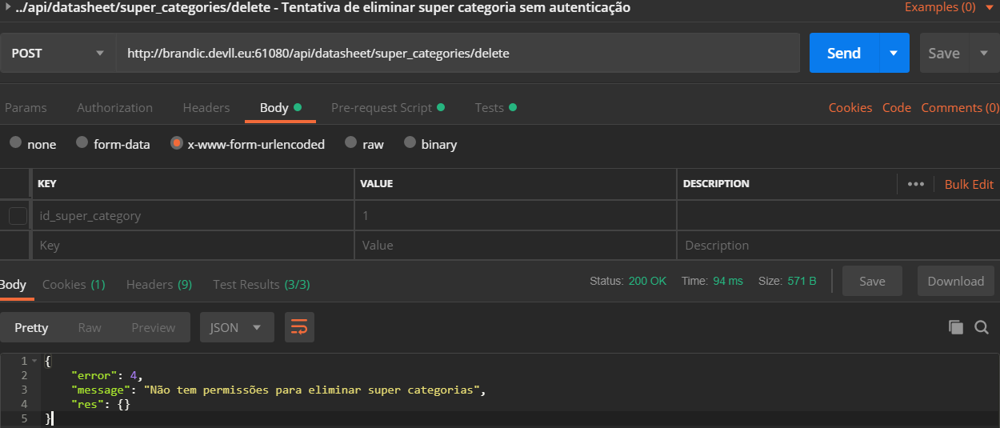 ../api/datasheet/super_categories/delete - Tentativa de eliminar super categoria sem autenticação Examples (0)
POST http://brandic.devll.eu:61080/api/datasheet/super_categories/delete Send Save
Params Authorization Headers Body Pre-request Script Tests Cookies Code Comments (0)
none form-data x-www-form-urlencoded raw binary
KEY VALUE DESCRIPTION ••• Bulk Edit
id_super_category 1
Key Value Description
Body Cookies (1) Headers (9) Test Results (3/3) Status: 200 OK Time: 94 ms Size: 571 B Save Download
Pretty Raw Preview JSON
1 {
2 "error": 4,
3 "message": "Não tem permissões para eliminar super categorias",
4 "res": {}
5 }